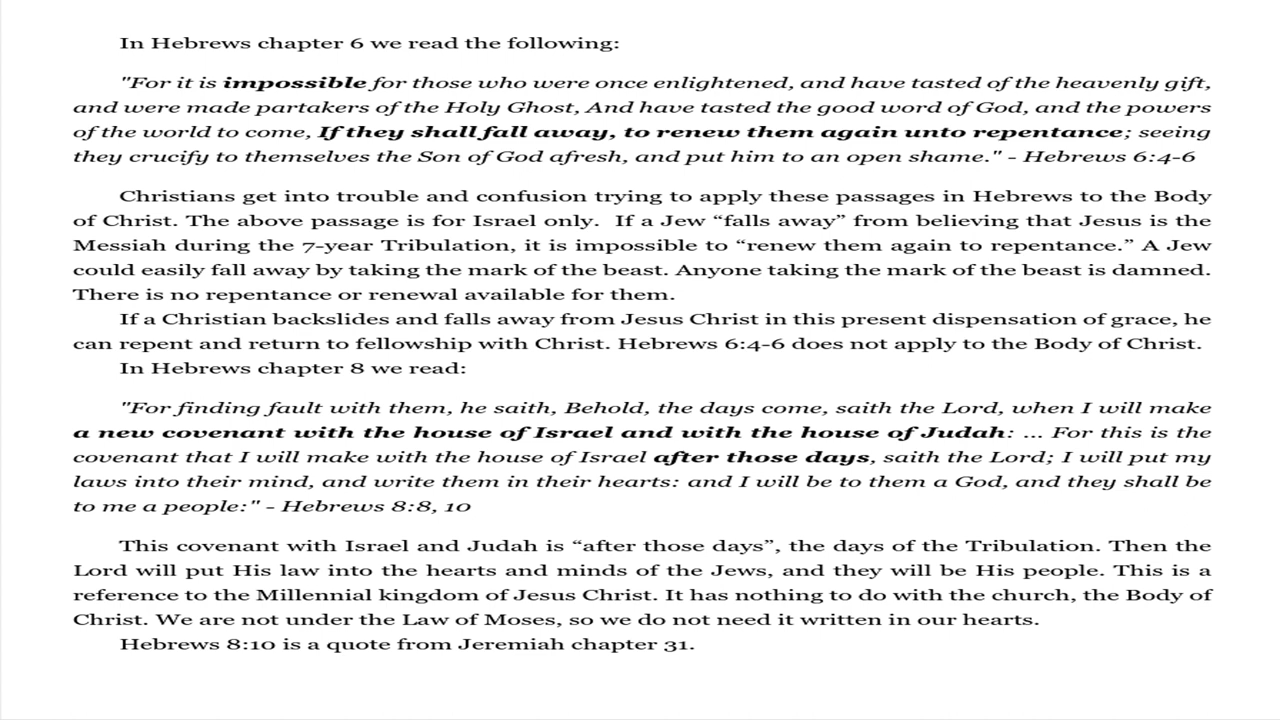 In Hebrews chapter 6 we read the following:
"For it is impossible for those who were once enlightened, and have tasted of the heavenly gift,
and were made partakers of the Holy Ghost, And have tasted the good word of God, and the powers
of the world to come, If they shall fall away, to renew them again unto repentance; seeing
they crucify to themselves the Son of God afresh, and put him to an open shame." - Hebrews 6:4-6
Christians get into trouble and confusion trying to apply these passages in Hebrews to the Body
of Christ. The above passage is for Israel only.  If a Jew “falls away” from believing that Jesus is the
Messiah during the 7-year Tribulation, it is impossible to “renew them again to repentance.” A Jew
could easily fall away by taking the mark of the beast. Anyone taking the mark of the beast is damned.
There is no repentance or renewal available for them.
If a Christian backslides and falls away from Jesus Christ in this present dispensation of grace, he
can repent and return to fellowship with Christ. Hebrews 6:4-6 does not apply to the Body of Christ.
In Hebrews chapter 8 we read:
"For finding fault with them, he saith, Behold, the days come, saith the Lord, when I will make
a new covenant with the house of Israel and with the house of Judah: ... For this is the
covenant that I will make with the house of Israel after those days, saith the Lord; I will put my
laws into their mind, and write them in their hearts: and I will be to them a God, and they shall be
to me a people:" - Hebrews 8:8, 10
This covenant with Israel and Judah is “after those days”, the days of the Tribulation. Then the
Lord will put His law into the hearts and minds of the Jews, and they will be His people. This is a
reference to the Millennial kingdom of Jesus Christ. It has nothing to do with the church, the Body of
Christ. We are not under the Law of Moses, so we do not need it written in our hearts.
Hebrews 8:10 is a quote from Jeremiah chapter 31.